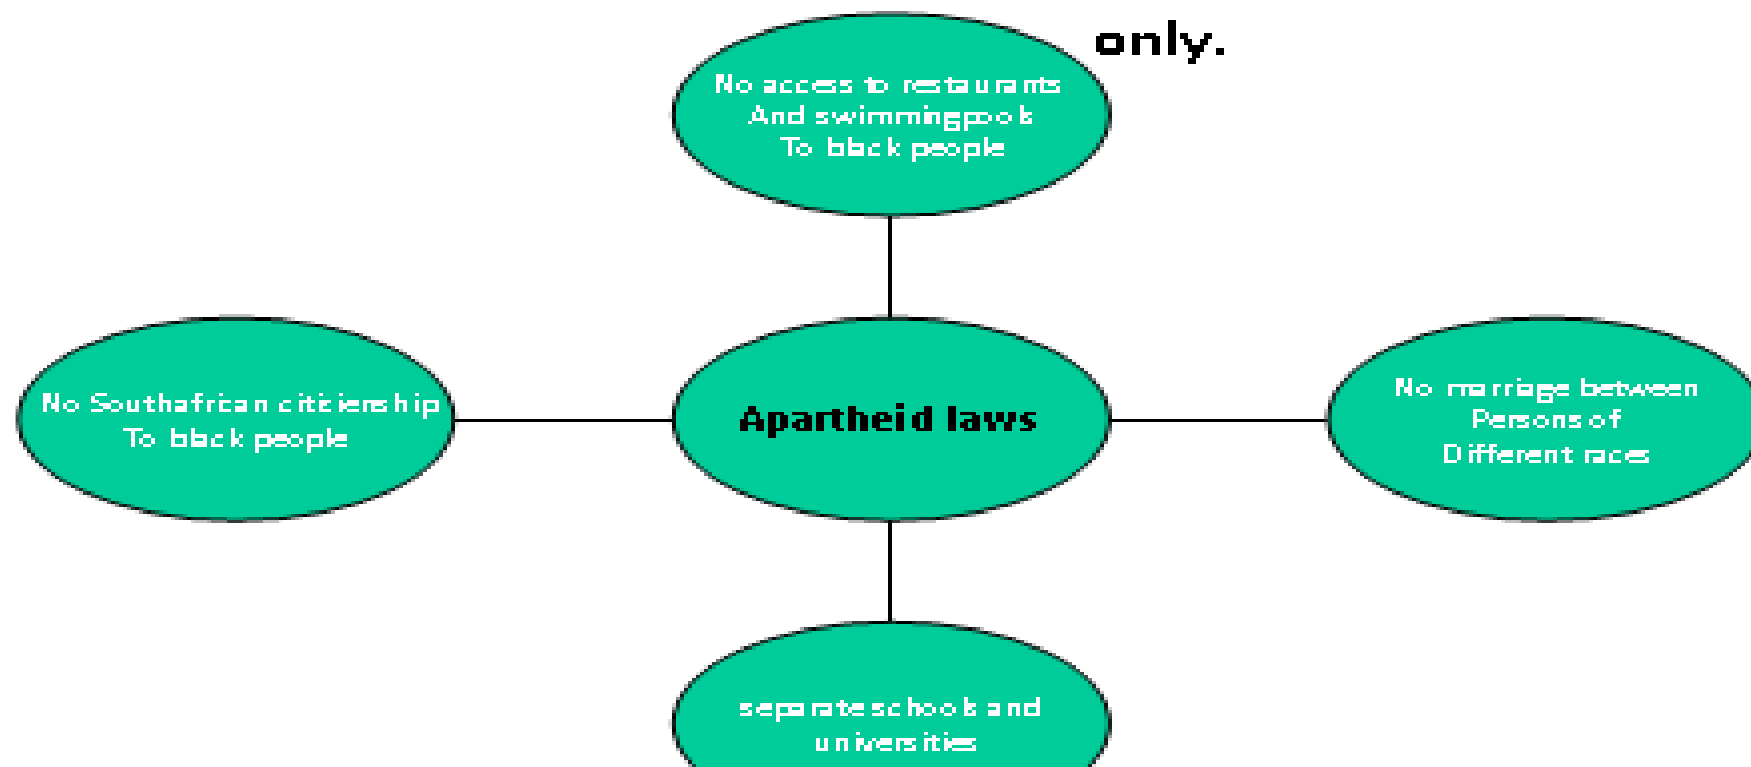 only.
No access to restaurants
And swimmingpools
To black people
No Southafrican citicienship
To black people
Apartheid laws
No marriage between
Persons of
Different races
separate schools and
universities